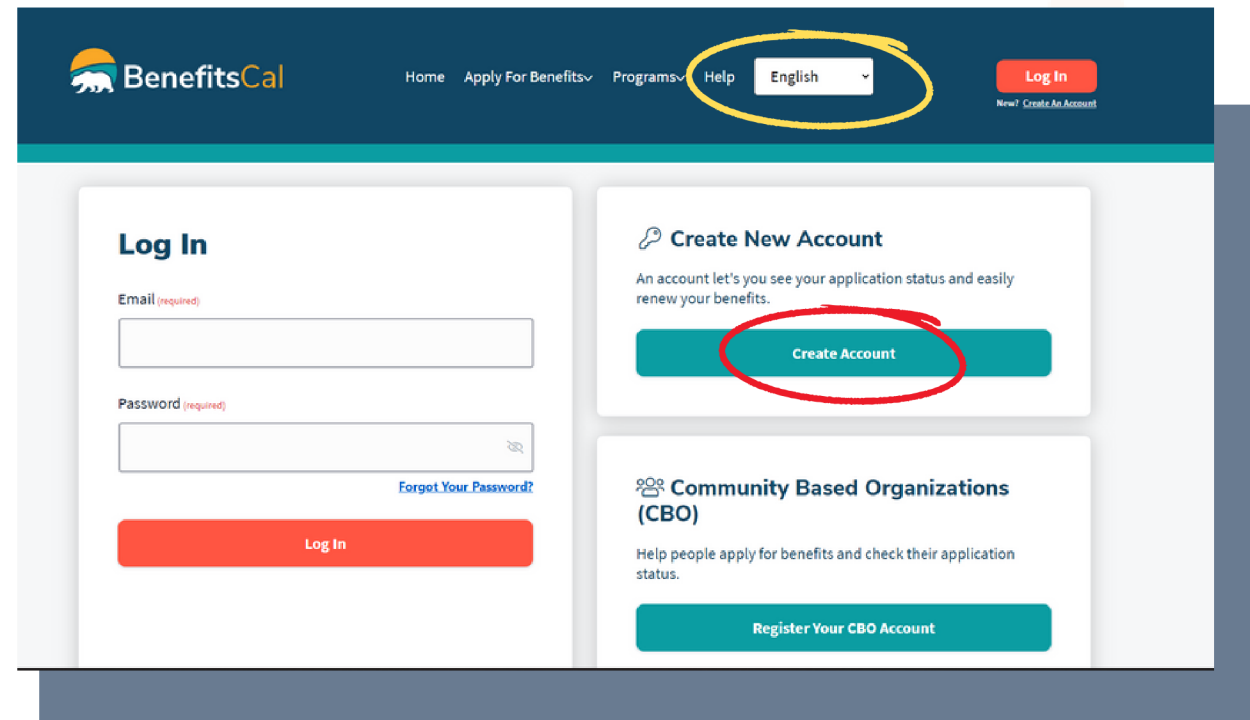 BenefitsCal
Home Apply For Benefits Programs Help English
Log In
New? Create An Account
Log In
Email (required)
Password (required)
Forgot Your Password?
Log In
Create New Account
An account let's you see your application status and easily
renew your benefits.
Create Account
Community Based Organizations
(CBO)
Help people apply for benefits and check their application
status.
Register Your CBO Account